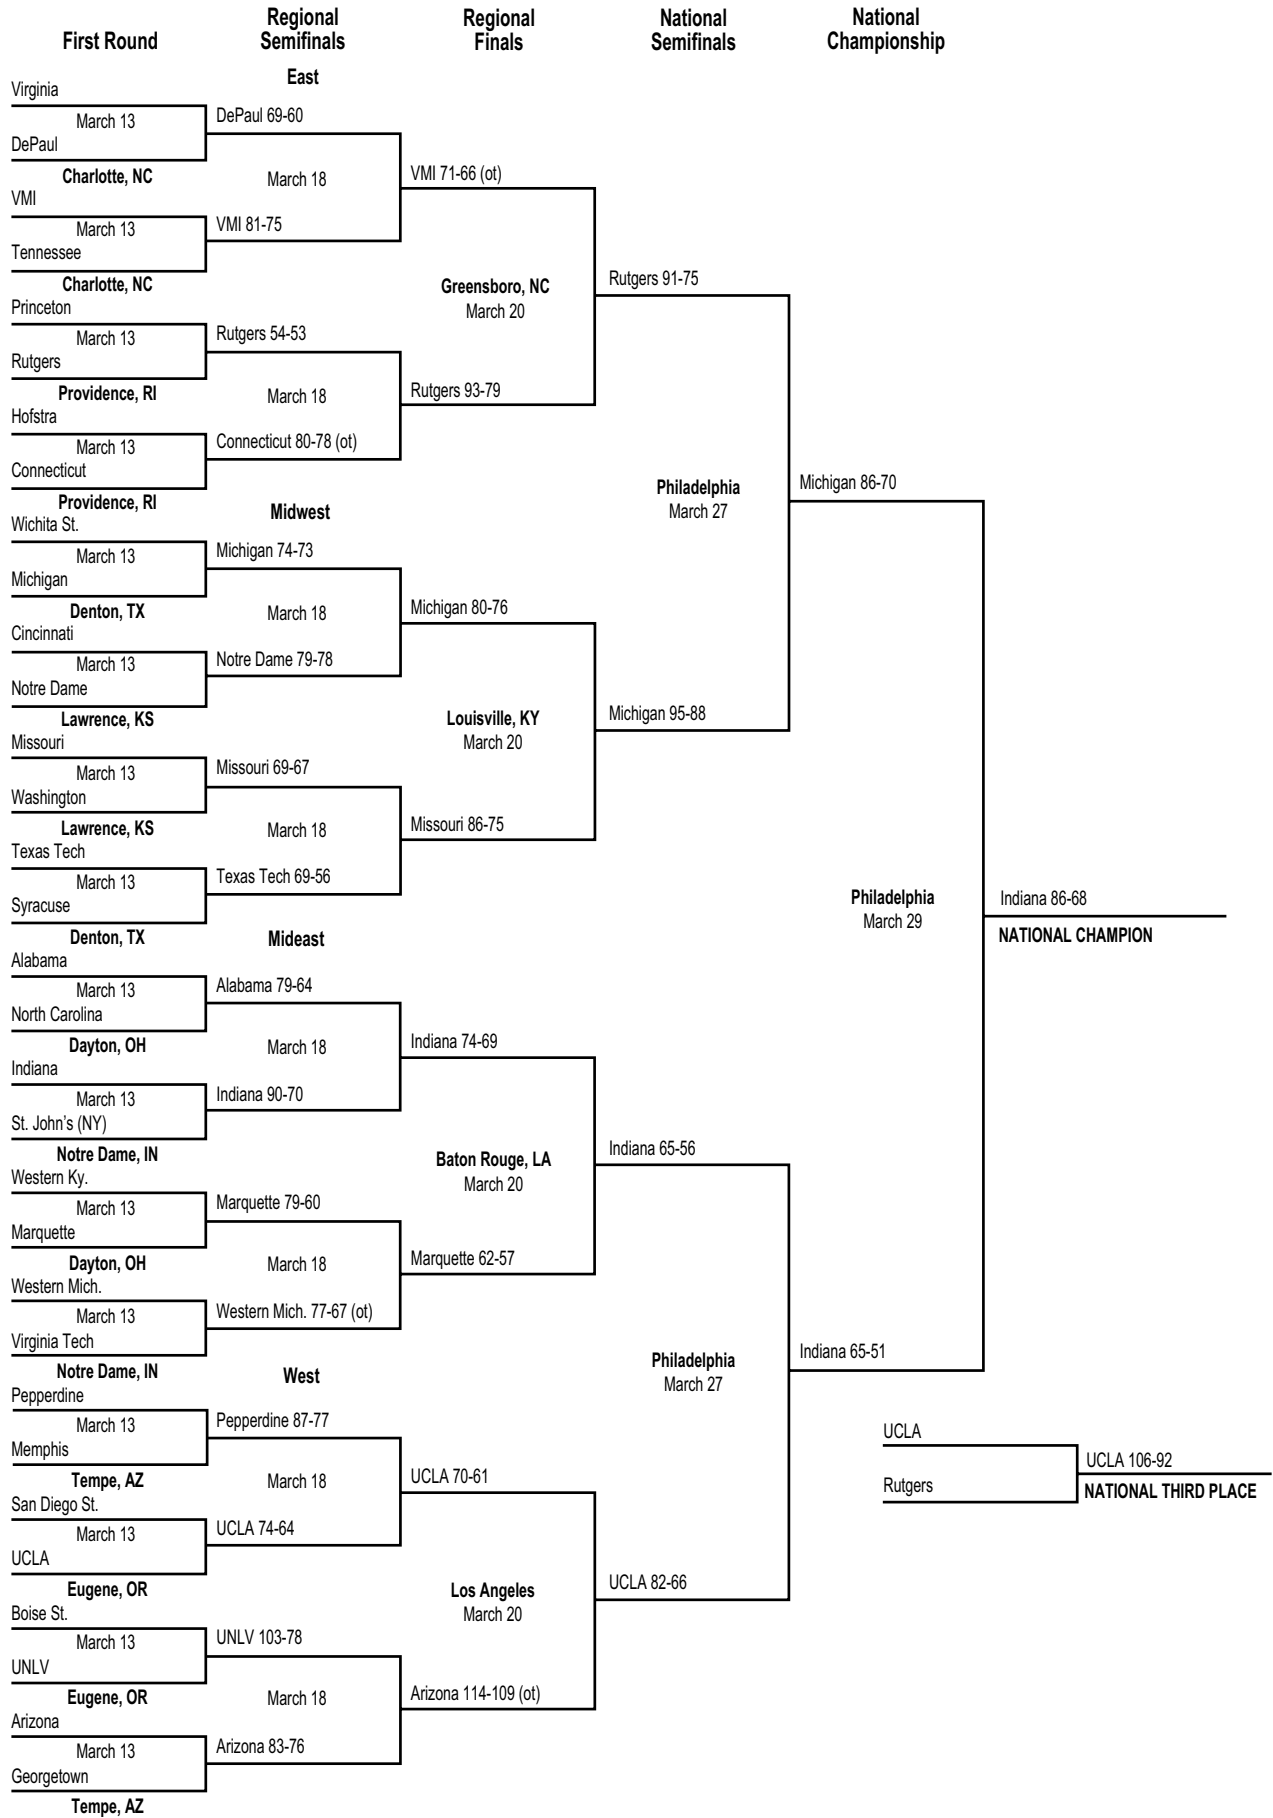 First Round
Regional
Semifinals
Regional
Finals
National
Semifinals
National
Championship
East
Virginia
March 13
DePaul
Charlotte, NC
VMI
March 13
Tennessee
Charlotte, NC
Princeton
March 13
Rutgers
Providence, RI
Hofstra
March 13
Connecticut
Providence, RI
DePaul 69-60
March 18
VMI 81-75
Rutgers 54-53
March 18
Connecticut 80-78 (ot)
VMI 71-66 (ot)
Greensboro, NC
March 20
Rutgers 93-79
Rutgers 91-75
Midwest
Wichita St.
March 13
Michigan
Denton, TX
Cincinnati
March 13
Notre Dame
Lawrence, KS
Missouri
March 13
Washington
Lawrence, KS
Texas Tech
March 13
Syracuse
Denton, TX
Michigan 74-73
March 18
Notre Dame 79-78
Missouri 69-67
March 18
Texas Tech 69-56
Michigan 80-76
Louisville, KY
March 20
Missouri 86-75
Michigan 95-88
Philadelphia
March 27
Michigan 86-70
Mideast
Alabama
March 13
North Carolina
Dayton, OH
Indiana
March 13
St. John's (NY)
Notre Dame, IN
Western Ky.
March 13
Marquette
Dayton, OH
Western Mich.
March 13
Virginia Tech
Notre Dame, IN
Alabama 79-64
March 18
Indiana 90-70
Marquette 79-60
March 18
Western Mich. 77-67 (ot)
Indiana 74-69
Baton Rouge, LA
March 20
Marquette 62-57
Indiana 65-56
West
Pepperdine
March 13
Memphis
Tempe, AZ
San Diego St.
March 13
UCLA
Eugene, OR
Boise St.
March 13
UNLV
Eugene, OR
Arizona
March 13
Georgetown
Tempe, AZ
Pepperdine 87-77
March 18
UCLA 74-64
UNLV 103-78
March 18
Arizona 83-76
UCLA 70-61
Los Angeles
March 20
Arizona 114-109 (ot)
UCLA 82-66
Philadelphia
March 27
Indiana 65-51
Philadelphia
March 29
Indiana 86-68
NATIONAL CHAMPION
UCLA
Rutgers
UCLA 106-92
NATIONAL THIRD PLACE